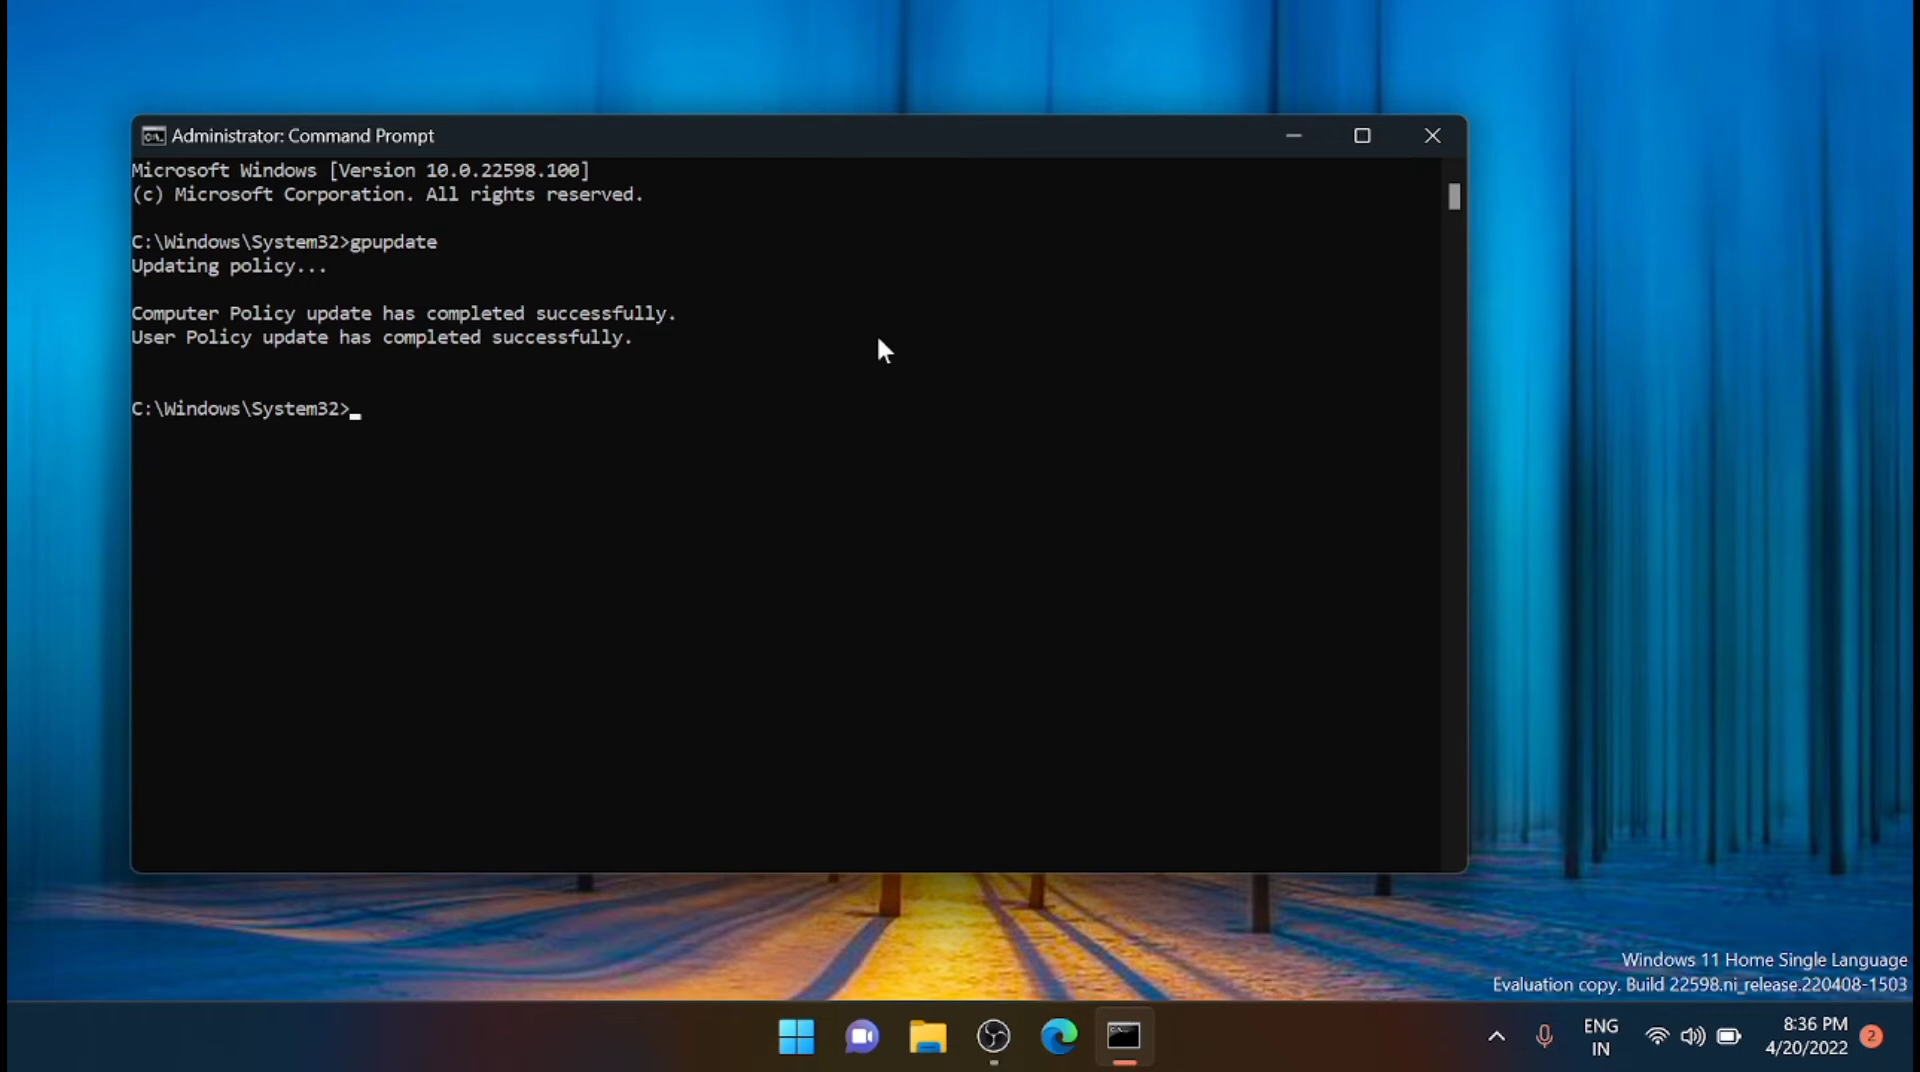 Administrator: Command Prompt
Microsoft Windows [Version 10.0.22598.100]
(c) Microsoft Corporation. All rights reserved.
C:\Windows\System32>gpupdate
Updating policy...
Computer Policy update has completed successfully.
User Policy update has completed successfully.
C:\Windows\System32>
Windows 11 Home Single Language
Evaluation copy. Build 22598.ni_release.220408-1503
ENG
IN
8:36 PM
4/20/2022
2